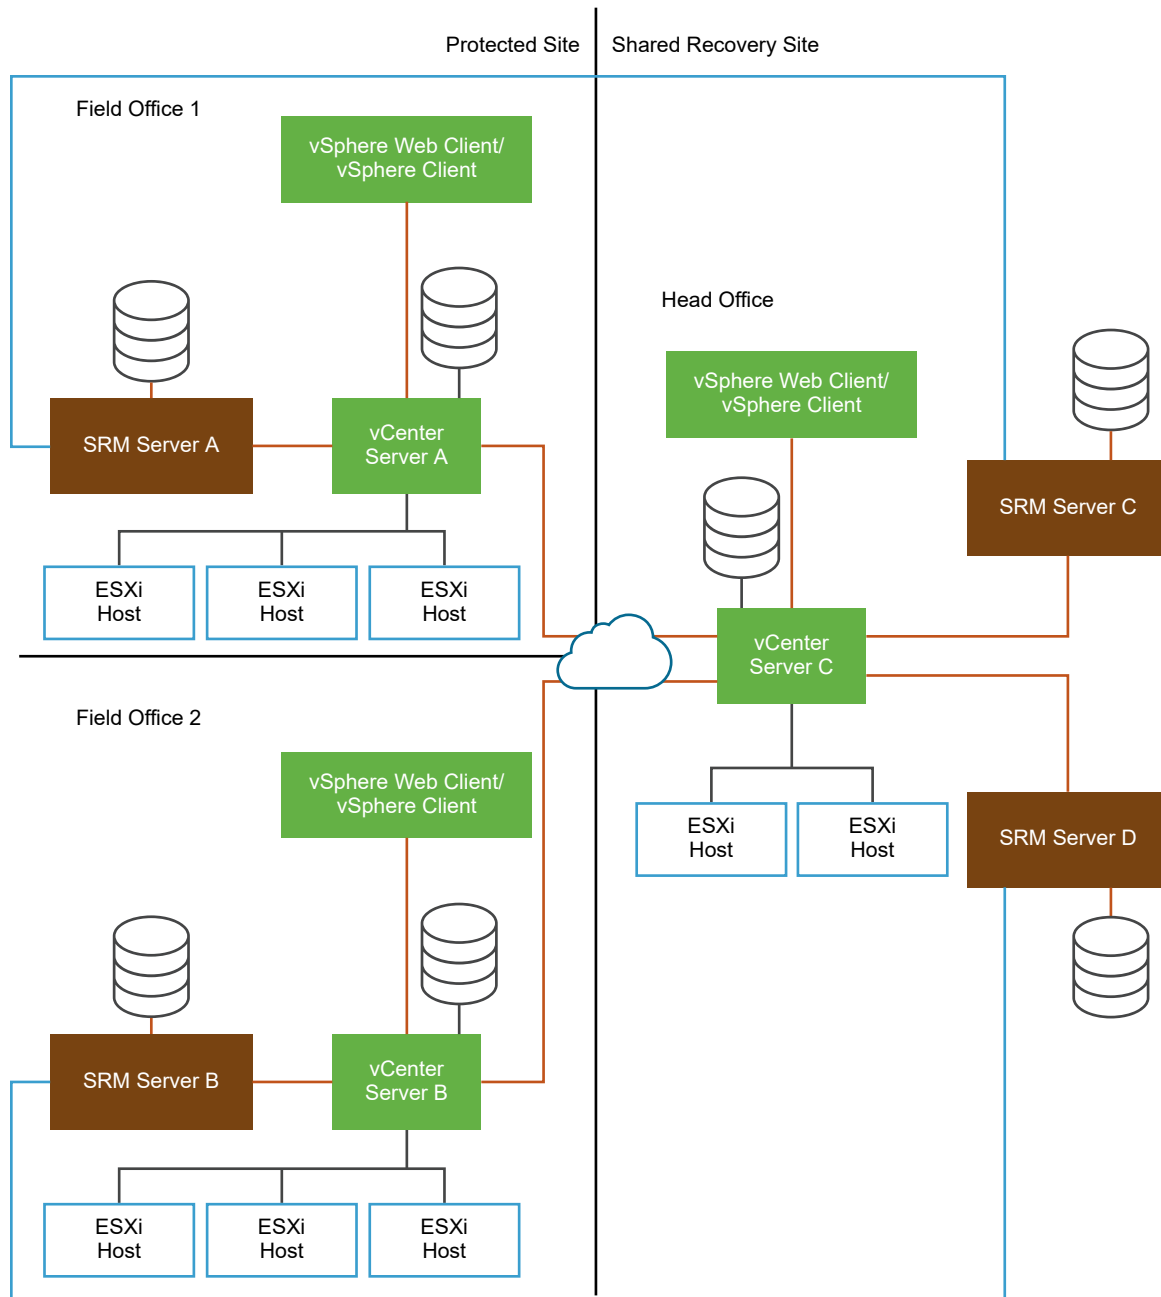 Protected Site
Shared Recovery Site
Field Office 1
vSphere Web Client/
vSphere Client
SRM Server A
vCenter
Server A
ESXi
Host
ESXi
Host
ESXi
Host
Head Office
vSphere Web Client/
vSphere Client
SRM Server C
vCenter
Server C
ESXi
Host
ESXi
Host
SRM Server D
Field Office 2
vSphere Web Client/
vSphere Client
SRM Server B
vCenter
Server B
ESXi
Host
ESXi
Host
ESXi
Host